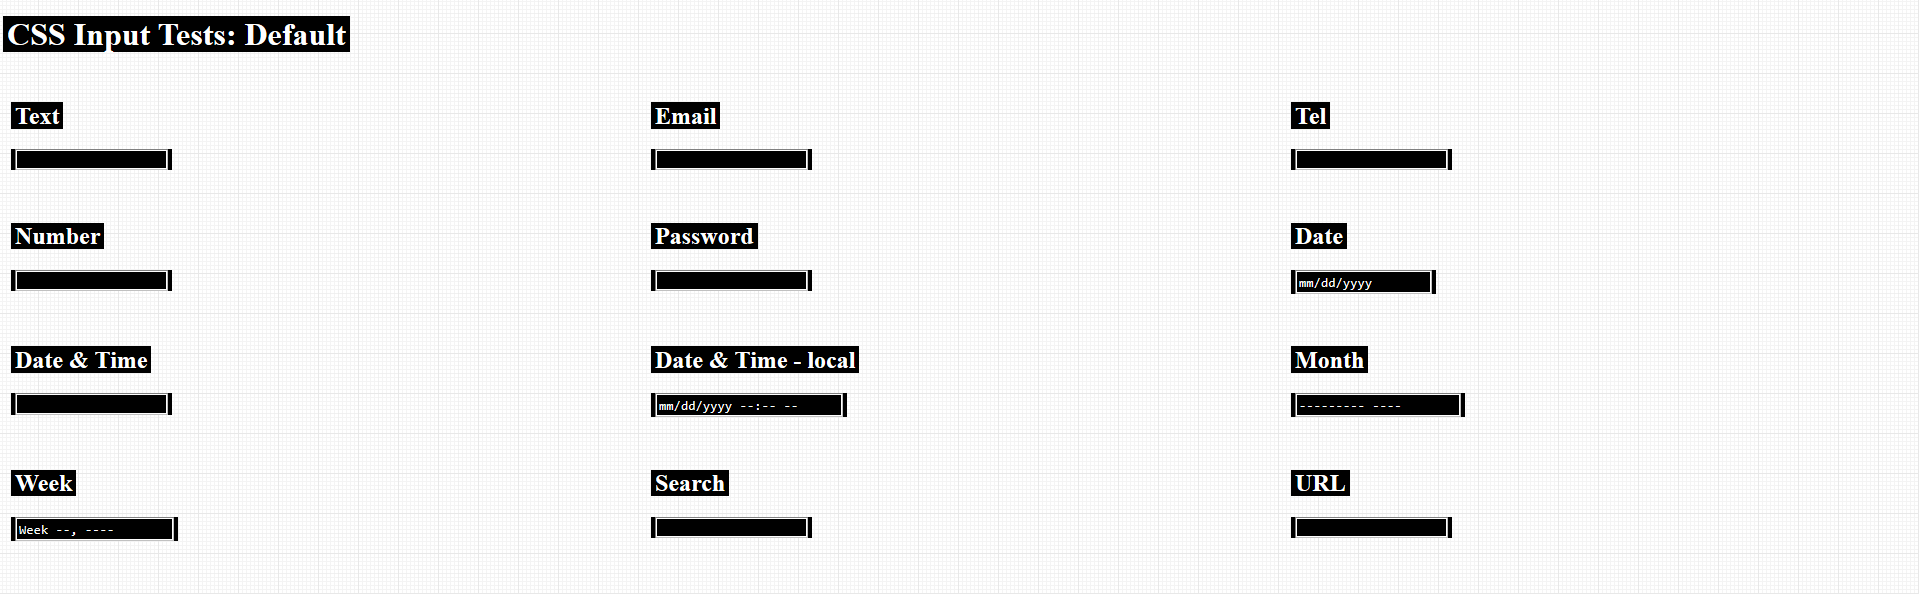 CSS Input Tests: Default
Text
Email
Tel
Number
Password
Date
mm/dd/yyyy
Date & Time
Date & Time - local
mm/dd/yyyy --:-- --
Month
--------- ----
Week
Week --, ----
Search
URL